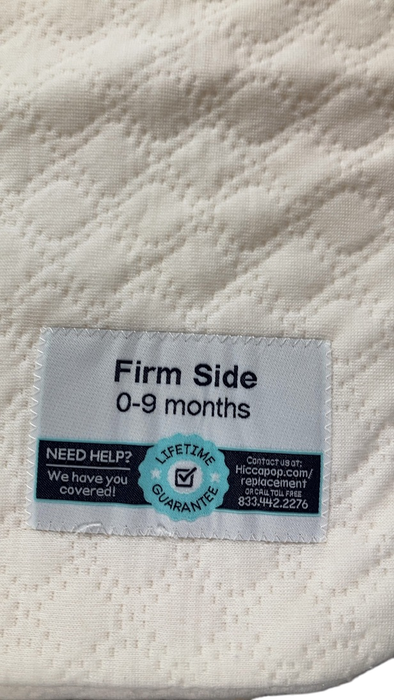 Firm Side
0-9 months
NEED HELP?
We have you
covered!
LIFETIME
GUARANTEE
Contact us at:
Hiccapop.com/
replacement
OR CALL TOLL FREE
833.442.2276